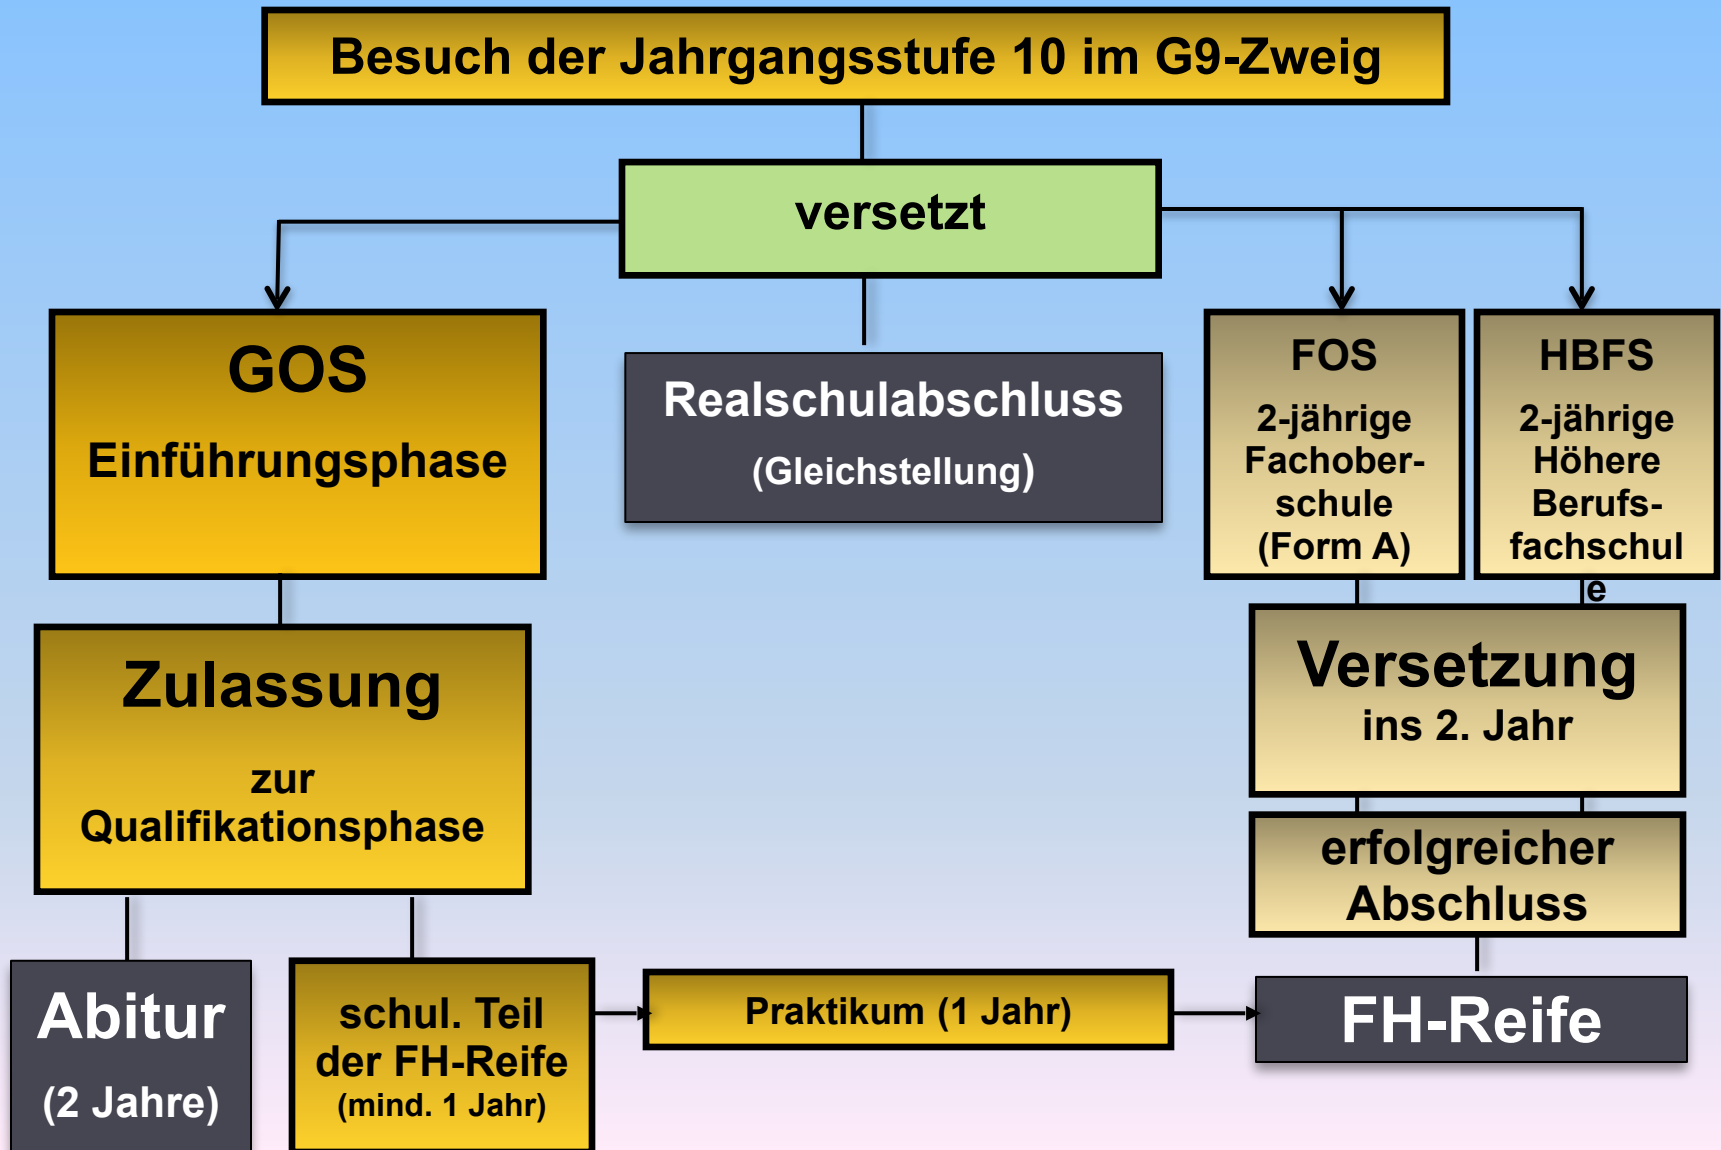 Besuch der Jahrgangsstufe 10 im G9-Zweig
versetzt
GOS
Einführungsphase
Realschulabschluss
(Gleichstellung)
FOS
2-jährige
Fachober-
schule
(Form A)
HBFS
2-jährige
Höhere
Berufs-
fachschul
e
Zulassung
zur
Qualifikationsphase
Versetzung
ins 2. Jahr
erfolgreicher
Abschluss
Abitur
(2 Jahre)
schul. Teil
der FH-Reife
(mind. 1 Jahr)
Praktikum (1 Jahr)
FH-Reife